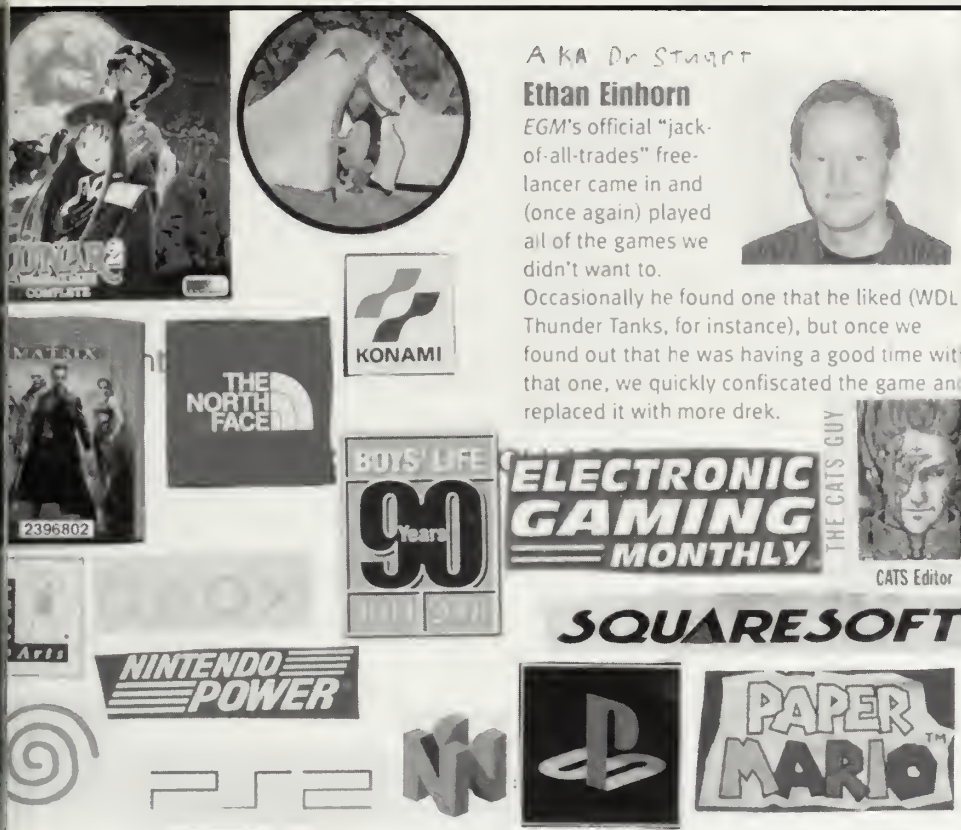 AKA Dr Stuart
Ethan Einhorn
EGM's official "jack-
of-all-trades" free-
lancer came in and
(once again) played
all of the games we
didn't want to.
Occasionally he found one that he liked (WDL
Thunder Tanks, for instance), but once we
found out that he was having a good time wit
that one, we quickly confiscated the game and
replaced it with more drek.
COMPLETE
KONAMI
MATRIX
2396802
THE
NORTH
FACE
BOYS' LIFE
90
Years
ELECTRONIC
GAMING
MONTHLY
THE CATS GUY
CATS Editor
Arts
SQUARESOFT
NINTENDO
POWER
PS2
PAPER
MARIO™